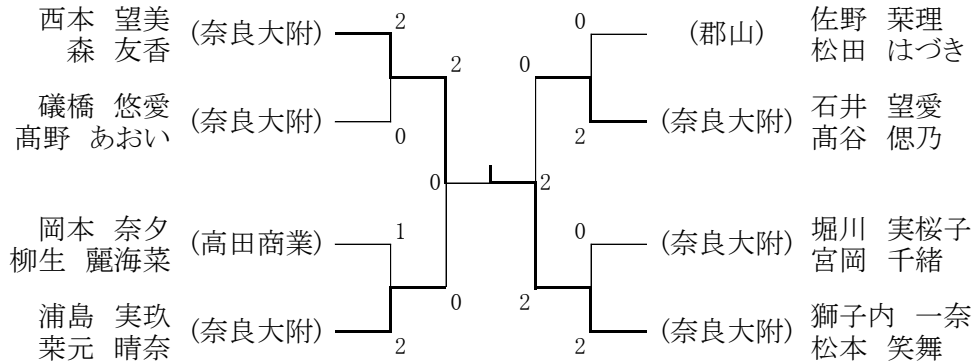 西本 望美
森 友香
(奈良大附)
2
礒橋 悠愛
髙野 あおい
(奈良大附)
0
2
岡本 奈夕
柳生 麗海菜
(高田商業)
1
浦島 実玖
桒元 晴奈
(奈良大附)
2
0
0
2
0
(郡山)
佐野 栞理
松田 はづき
0
2
(奈良大附)
石井 望愛
髙谷 偲乃
0
(奈良大附)
堀川 実桜子
宮岡 千緒
2
2
(奈良大附)
獅子内 一奈
松本 笑舞